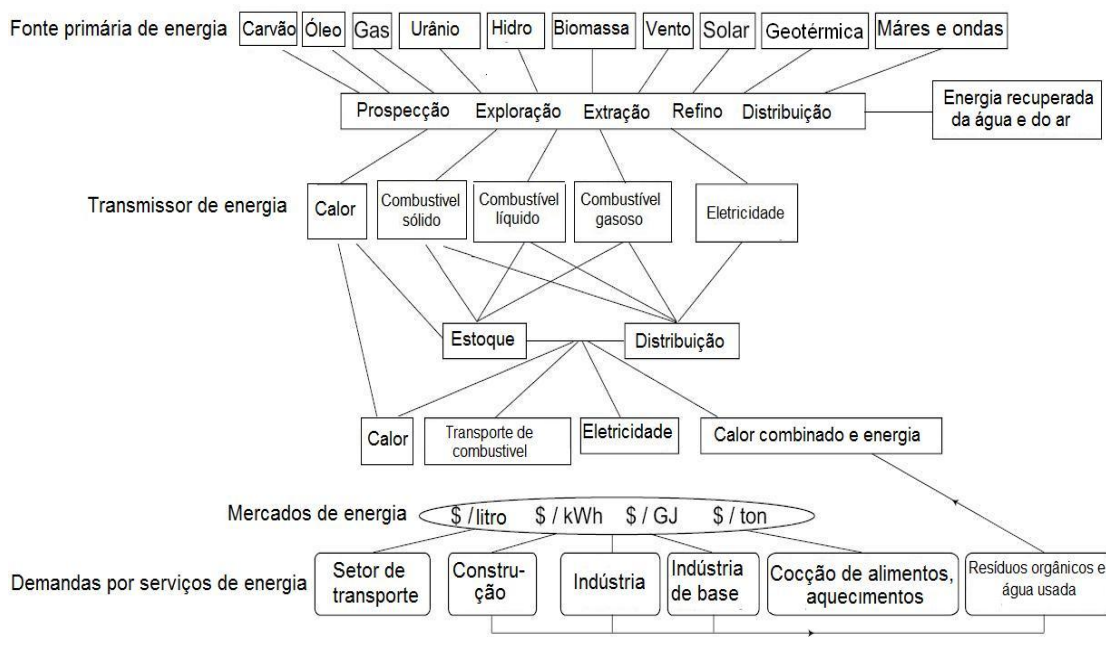 Fonte primária de energia Carvão Óleo Gas Urânio Hidro Biomassa Vento Solar Geotérmica Máres e ondas
Prospecção Exploração Extração Refino Distribuição
Energia recuperada
da água e do ar
Transmissor de energia
Calor
Combustivel
sólido
Combustível
líquido
Combustível
gasoso
Eletricidade
Estoque
Distribuição
Calor
Transporte de
combustivel
Eletricidade
Calor combinado e energia
Mercados de energia
$ / litro $ / kWh $ / GJ $ / ton
Demandas por serviços de energia
Setor de
transporte
Constru-
ção
Indústria
Indústria
de base
Cocção de alimentos,
aquecimentos
Resíduos orgânicos e
água usada